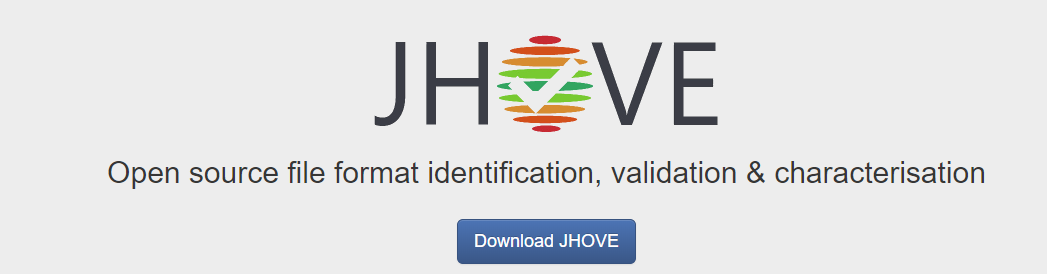 JHOVE
Open source file format identification, validation & characterisation
Download JHOVE